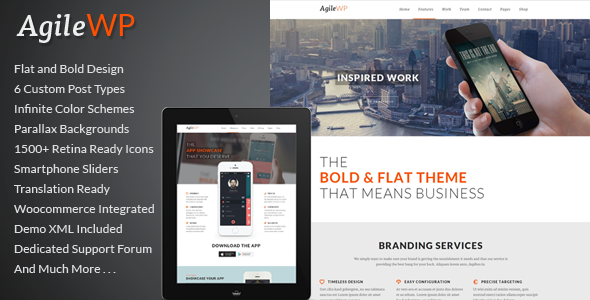 AgileWP
Flat and Bold Design
6 Custom Post Types
Infinite Color Schemes
Parallax Backgrounds
1500+ Retina Ready Icons
Smartphone Sliders
Translation Ready
Woocommerce Integrated
Demo XML Included
Dedicated Support Forum
And Much More . . .
AgileWP
Home Features Work Team Contact Pages Shop
INSPIRED WORK
THE
BOLD & FLAT THEME
THAT MEANS BUSINESS
BRANDING SERVICES
TIMELESS DESIGN
EASY CONFIGURATION
PRECISE TARGETING
AgileWP
THE
APP SHOWCASE
THAT YOU DESERVE
DOWNLOAD THE APP
SHOWCASE YOUR APP